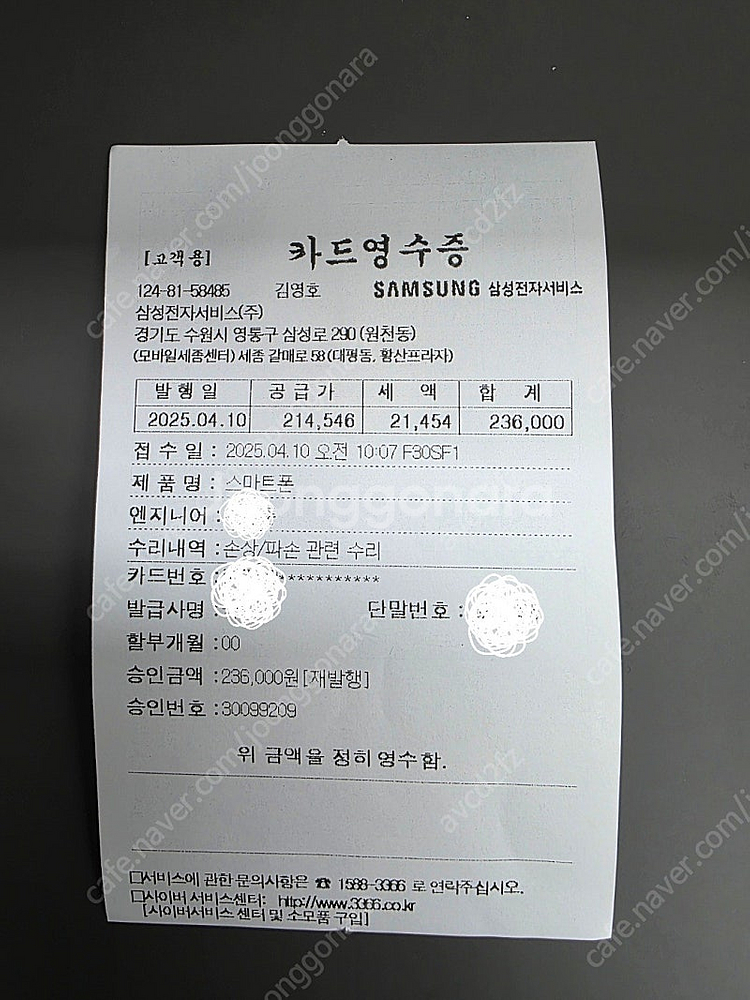 [고객용] 카드영수증
124-81-58485 김영호 SAMSUNG 삼성전자서비스
삼성전자서비스(주)
경기도 수원시 영통구 삼성로 290 (원천동)
(모바일세종센터) 세종 갈매로 58 (대평동, 황산프라자)
발행일 공급가 세 액 합 계
2025.04.10 214,546 21,454 236,000
접수일 : 2025.04.10 오전 10:07 F30SF1
제품명 : 스마트폰
엔지니어 :
수리내역 : 손상/파손 관련 수리
카드번호 : ***********
발급사명 : 단말번호 :
할부개월 : 00
승인금액 : 236,000원[재발행]
승인번호 : 30099209
위 금액을 정히 영수함.
□서비스에 관한 문의사항은 ☎ 1588-3366 로 연락주십시오.
□사이버 서비스센터: http://www.3366.co.kr
[사이버서비스 센터 및 소모품 구입]
joonggonara
cafe.naver.com/joonggonara
avcd2fz